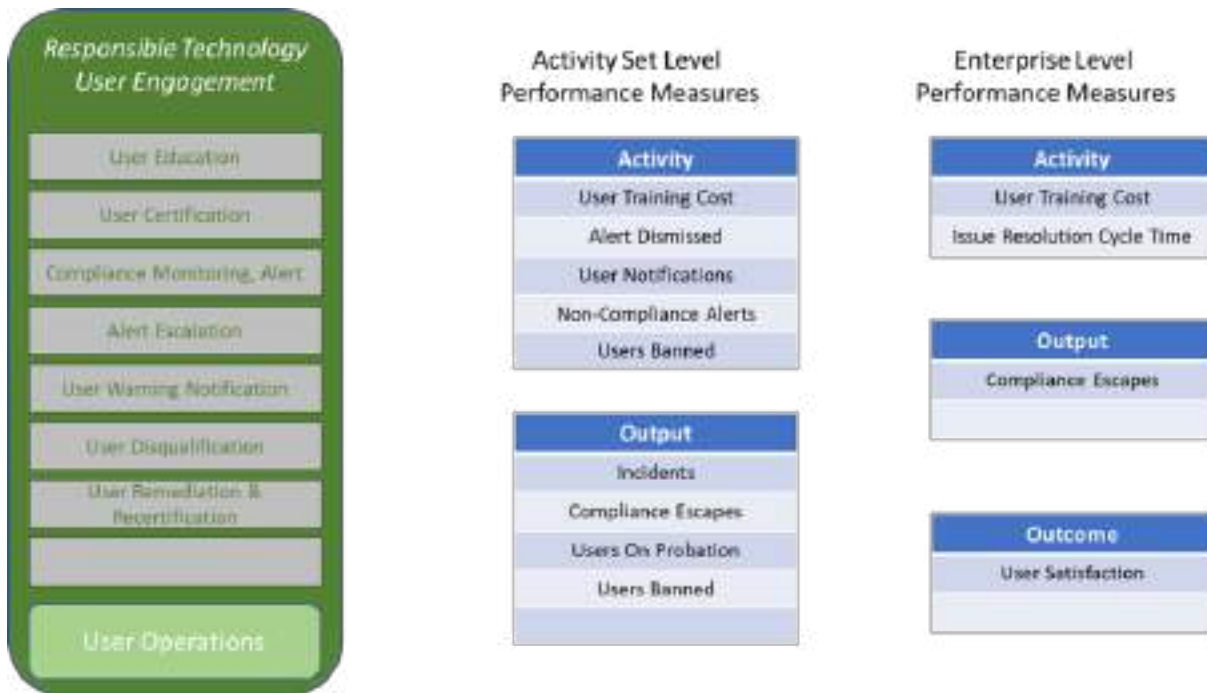 Responsible Technology
User Engagement
User Education
User Certification
Compliance Monitoring, Alert
Alert Escalation
User Warning Notification
User Disqualification
User Remediation &
Recertification
User Operations
Activity Set Level
Performance Measures
Activity
User Training Cost
Alert Dismissed
User Notifications
Non-Compliance Alerts
Users Banned
Output
Incidents
Compliance Escapes
Users On Probation
Users Banned
Enterprise Level
Performance Measures
Activity
User Training Cost
Issue Resolution Cycle Time
Output
Compliance Escapes
Outcome
User Satisfaction